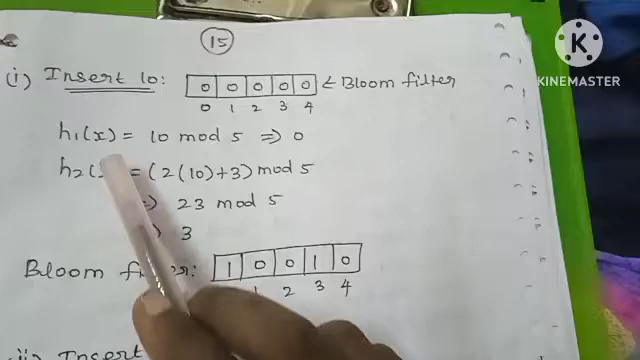 15
(i) Insert 10: 0 0 0 0 0 ← Bloom filter
0 1 2 3 4
h1(x) = 10 mod 5 => 0
= (2(10)+3) mod 5
23 mod 5
3
Bloom 1 0 0 1 0
2 3 4
Insert
K
KINEMASTER